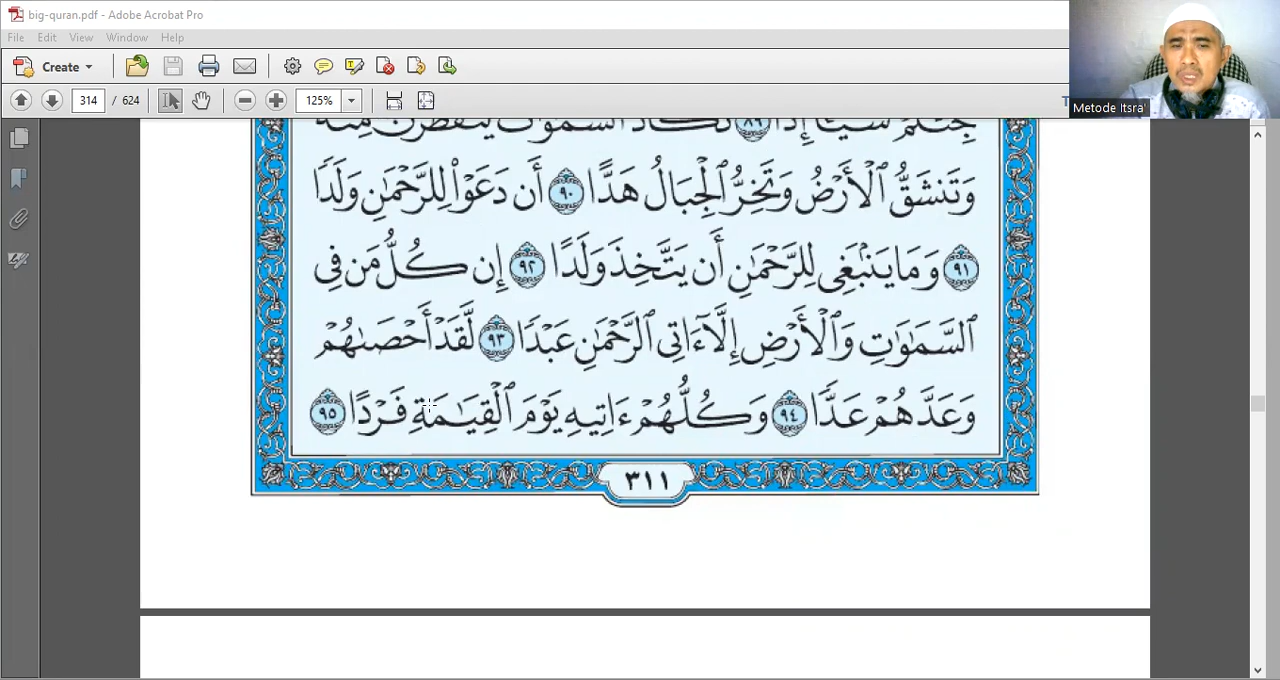 big-quran.pdf - Adobe Acrobat Pro
File Edit View Window Help
Create
314 / 624 125% T
Metode Itsra'
وَتَنشَقُّ ٱلْأَرْضُ وَتَخِرُّ ٱلْجِبَالُ هَدًّا ٩٠ أَن دَعَوْا۟ لِلرَّحْمَٰنِ وَلَدًا
٩١ وَمَا يَنۢبَغِى لِلرَّحْمَٰنِ أَن يَتَّخِذَ وَلَدًا ٩٢ إِن كُلُّ مَن فِى
ٱلسَّمَٰوَٰتِ وَٱلْأَرْضِ إِلَّآ ءَاتِى ٱلرَّحْمَٰنِ عَبْدًا ٩٣ لَّقَدْ أَحْصَىٰهُمْ
وَعَدَّهُمْ عَدًّا ٩٤ وَكُلُّهُمْ ءَاتِيهِ يَوْمَ ٱلْقِيَٰمَةِ فَرْدًا ٩٥
٣١١